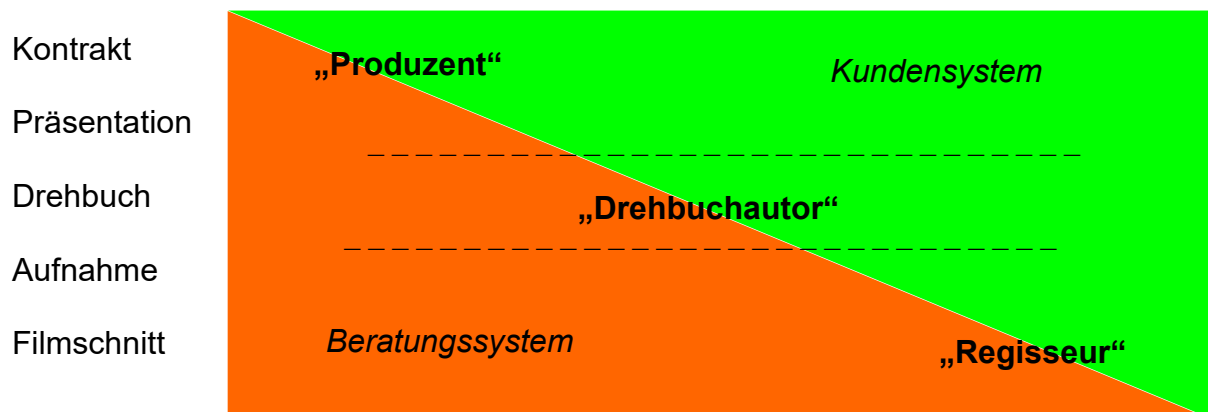 Kontrakt
„Produzent“
Kundensystem
Präsentation
Drehbuch
„Drehbuchautor“
Aufnahme
Filmschnitt
Beratungssystem
„Regisseur“